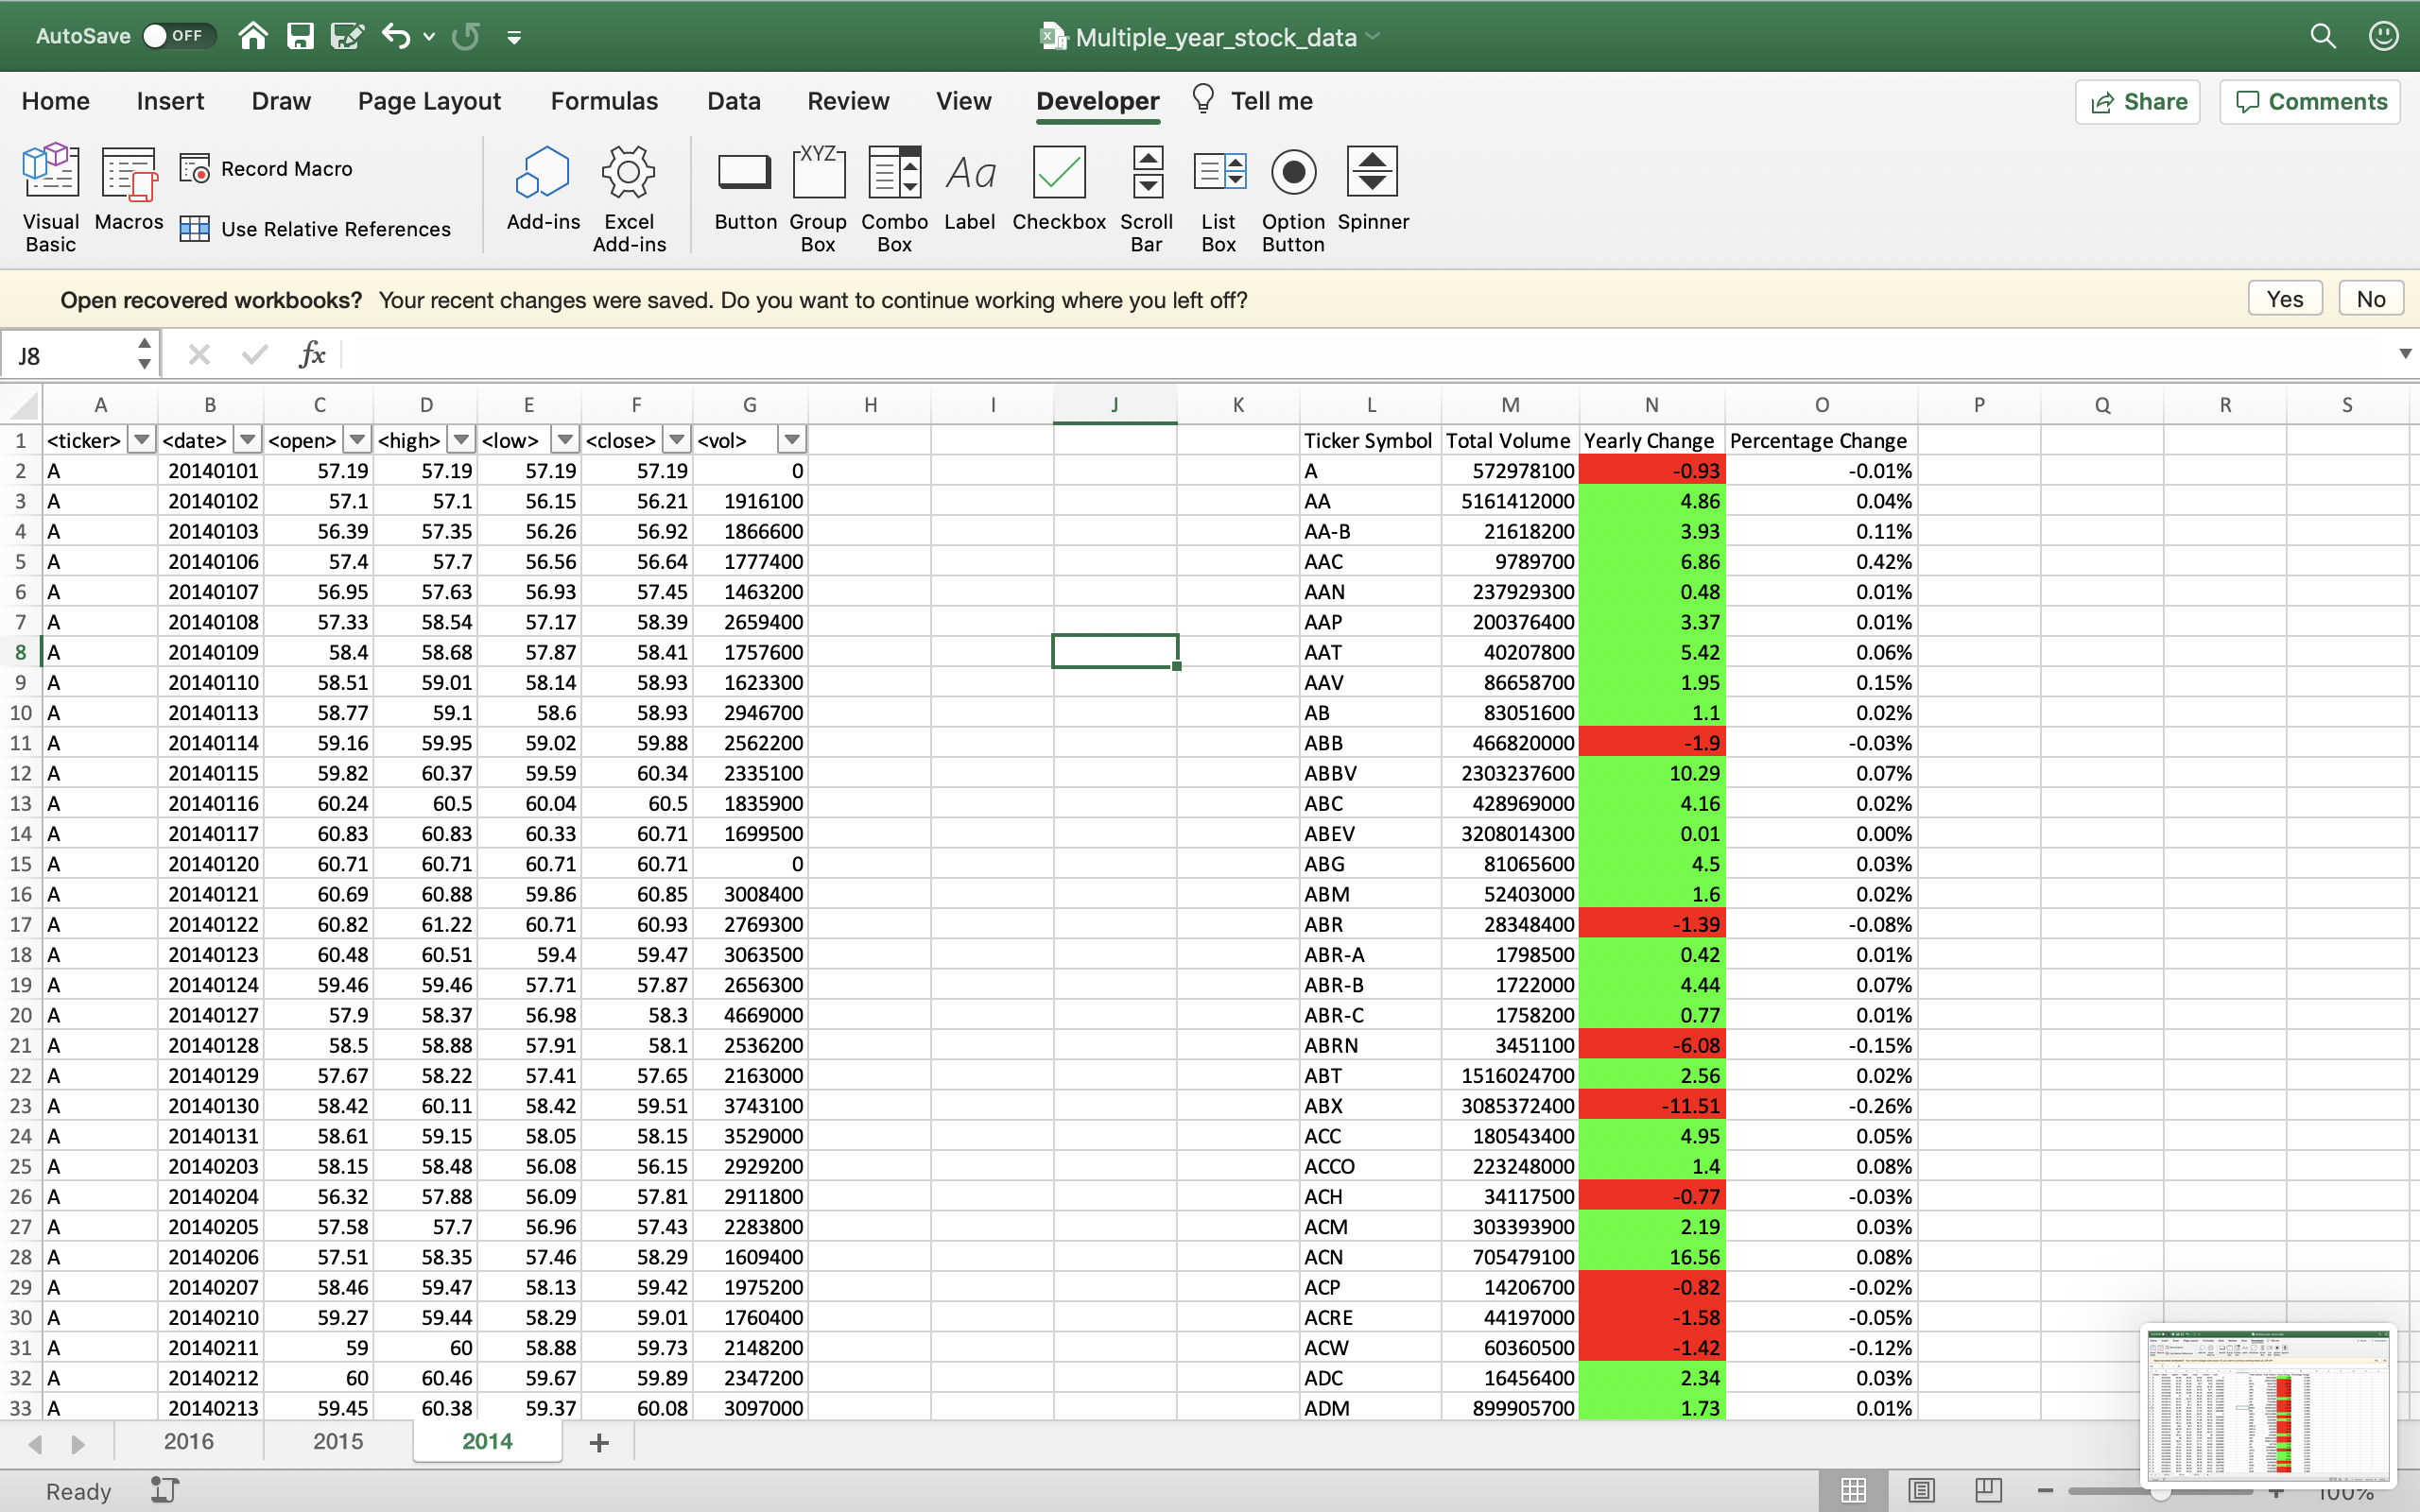 AutoSave OFF Multiple_year_stock_data
Home Insert Draw Page Layout Formulas Data Review View Developer Tell me Share Comments
Visual Basic Macros Record Macro Use Relative References Add-ins Excel Add-ins Button XYZ Group Box Combo Box Aa Label Checkbox Scroll Bar List Box Option Button Spinner
Open recovered workbooks? Your recent changes were saved. Do you want to continue working where you left off? Yes No
J8 fx
A B C D E F G H I J K L M N O P Q R S
1 <ticker> <date> <open> <high> <low> <close> <vol> Ticker Symbol Total Volume Yearly Change Percentage Change
2 A 20140101 57.19 57.19 57.19 57.19 0 A 572978100 -0.93 -0.01%
3 A 20140102 57.1 57.1 56.15 56.21 1916100 AA 5161412000 4.86 0.04%
4 A 20140103 56.39 57.35 56.26 56.92 1866600 AA-B 21618200 3.93 0.11%
5 A 20140106 57.4 57.7 56.56 56.64 1777400 AAC 9789700 6.86 0.42%
6 A 20140107 56.95 57.63 56.93 57.45 1463200 AAN 237929300 0.48 0.01%
7 A 20140108 57.33 58.54 57.17 58.39 2659400 AAP 200376400 3.37 0.01%
8 A 20140109 58.4 58.68 57.87 58.41 1757600 AAT 40207800 5.42 0.06%
9 A 20140110 58.51 59.01 58.14 58.93 1623300 AAV 86658700 1.95 0.15%
10 A 20140113 58.77 59.1 58.6 58.93 2946700 AB 83051600 1.1 0.02%
11 A 20140114 59.16 59.95 59.02 59.88 2562200 ABB 466820000 -1.9 -0.03%
12 A 20140115 59.82 60.37 59.59 60.34 2335100 ABBV 2303237600 10.29 0.07%
13 A 20140116 60.24 60.5 60.04 60.5 1835900 ABC 428969000 4.16 0.02%
14 A 20140117 60.83 60.83 60.33 60.71 1699500 ABEV 3208014300 0.01 0.00%
15 A 20140120 60.71 60.71 60.71 60.71 0 ABG 81065600 4.5 0.03%
16 A 20140121 60.69 60.88 59.86 60.85 3008400 ABM 52403000 1.6 0.02%
17 A 20140122 60.82 61.22 60.71 60.93 2769300 ABR 28348400 -1.39 -0.08%
18 A 20140123 60.48 60.51 59.4 59.47 3063500 ABR-A 1798500 0.42 0.01%
19 A 20140124 59.46 59.46 57.71 57.87 2656300 ABR-B 1722000 4.44 0.07%
20 A 20140127 57.9 58.37 56.98 58.3 4669000 ABR-C 1758200 0.77 0.01%
21 A 20140128 58.5 58.88 57.91 58.1 2536200 ABRN 3451100 -6.08 -0.15%
22 A 20140129 57.67 58.22 57.41 57.65 2163000 ABT 1516024700 2.56 0.02%
23 A 20140130 58.42 60.11 58.42 59.51 3743100 ABX 3085372400 -11.51 -0.26%
24 A 20140131 58.61 59.15 58.05 58.15 3529000 ACC 180543400 4.95 0.05%
25 A 20140203 58.15 58.48 56.08 56.15 2929200 ACCO 223248000 1.4 0.08%
26 A 20140204 56.32 57.88 56.09 57.81 2911800 ACH 34117500 -0.77 -0.03%
27 A 20140205 57.58 57.7 56.96 57.43 2283800 ACM 303393900 2.19 0.03%
28 A 20140206 57.51 58.35 57.46 58.29 1609400 ACN 705479100 16.56 0.08%
29 A 20140207 58.46 59.47 58.13 59.42 1975200 ACP 14206700 -0.82 -0.02%
30 A 20140210 59.27 59.44 58.29 59.01 1760400 ACRE 44197000 -1.58 -0.05%
31 A 20140211 59 60 58.88 59.73 2148200 ACW 60360500 -1.42 -0.12%
32 A 20140212 60 60.46 59.67 59.89 2347200 ADC 16456400 2.34 0.03%
33 A 20140213 59.45 60.38 59.37 60.08 3097000 ADM 899905700 1.73 0.01%
2016 2015 2014
Ready 100%